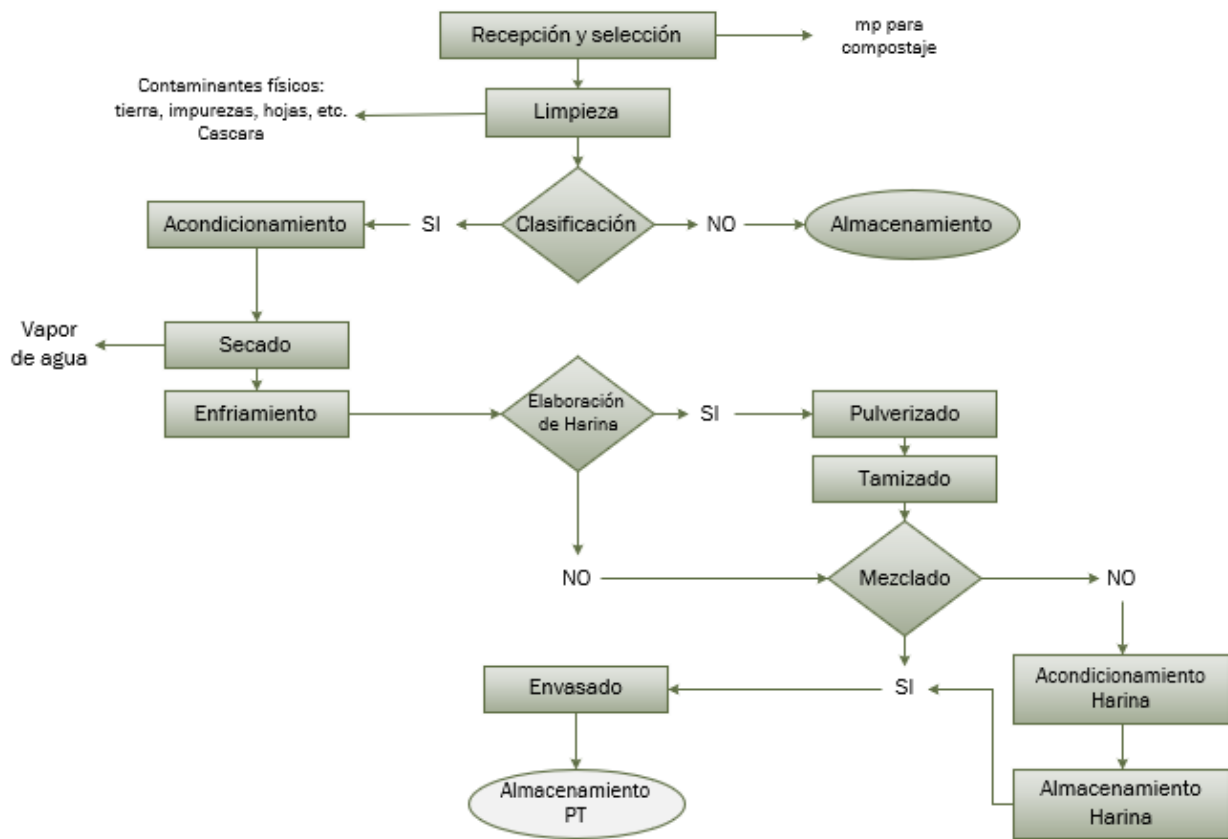 Recepción y selección
mp para
compostaje
Contaminantes físicos:
tierra, impurezas, hojas, etc.
Cascara
Limpieza
Acondicionamiento
SI
Clasificación
NO
Almacenamiento
Vapor
de agua
Secado
Enfriamiento
Elaboración
de Harina
SI
Pulverizado
Tamizado
NO
Mezclado
NO
Envasado
SI
Acondicionamiento
Harina
Almacenamiento
PT
Almacenamiento
Harina